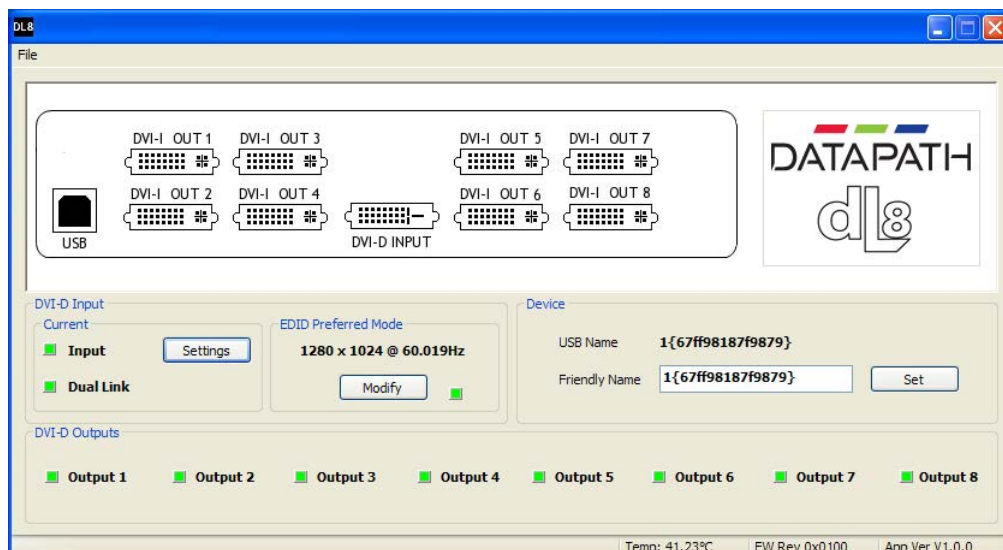 DL8
File
DVI-I OUT 1 DVI-I OUT 3 DVI-I OUT 5 DVI-I OUT 7
DVI-I OUT 2 DVI-I OUT 4 DVI-I OUT 6 DVI-I OUT 8
USB
DVI-D INPUT
DATAPATH
dL8
DVI-D Input
Current
Input
Settings
Dual Link
EDID Preferred Mode
1280 x 1024 @ 60.019Hz
Modify
Device
USB Name 1{67ff98187f9879}
Friendly Name 1{67ff98187f9879} Set
DVI-D Outputs
Output 1 Output 2 Output 3 Output 4 Output 5 Output 6 Output 7 Output 8
Temp: 41.23°C FW Rev 0x0100 App Ver V1.0.0